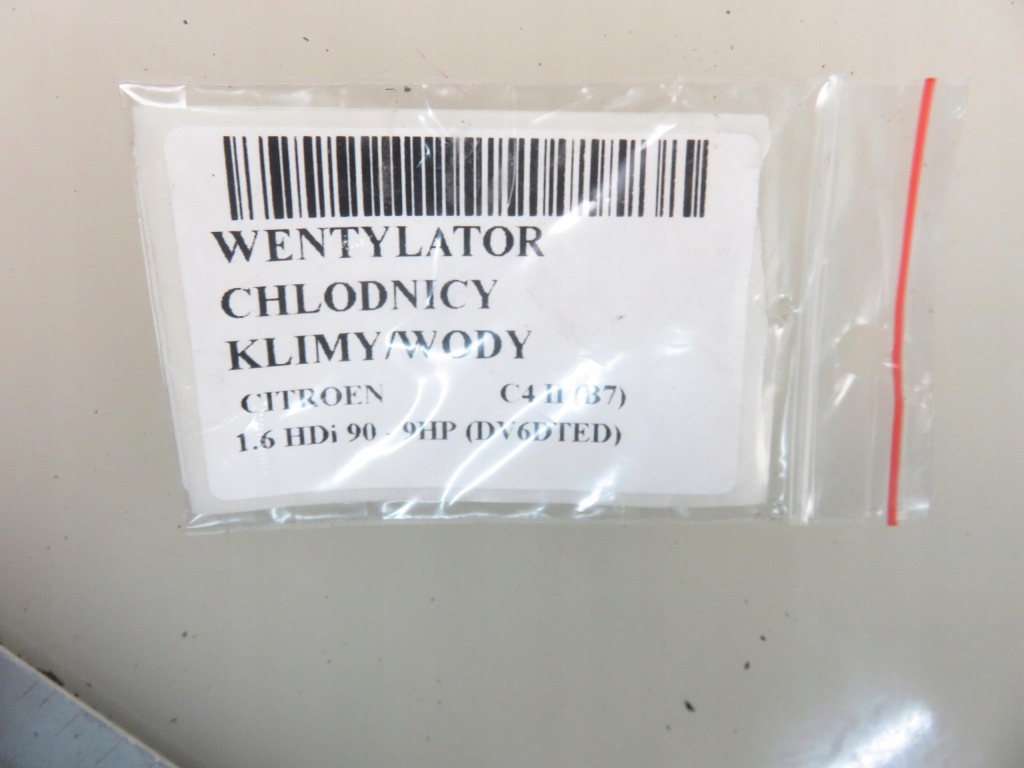 WENTYLATOR
CHLODNICY
KLIMY/WODY
CITROEN C4 II (B7)
1.6 HDi 90 - 9HP (DV6DTED)